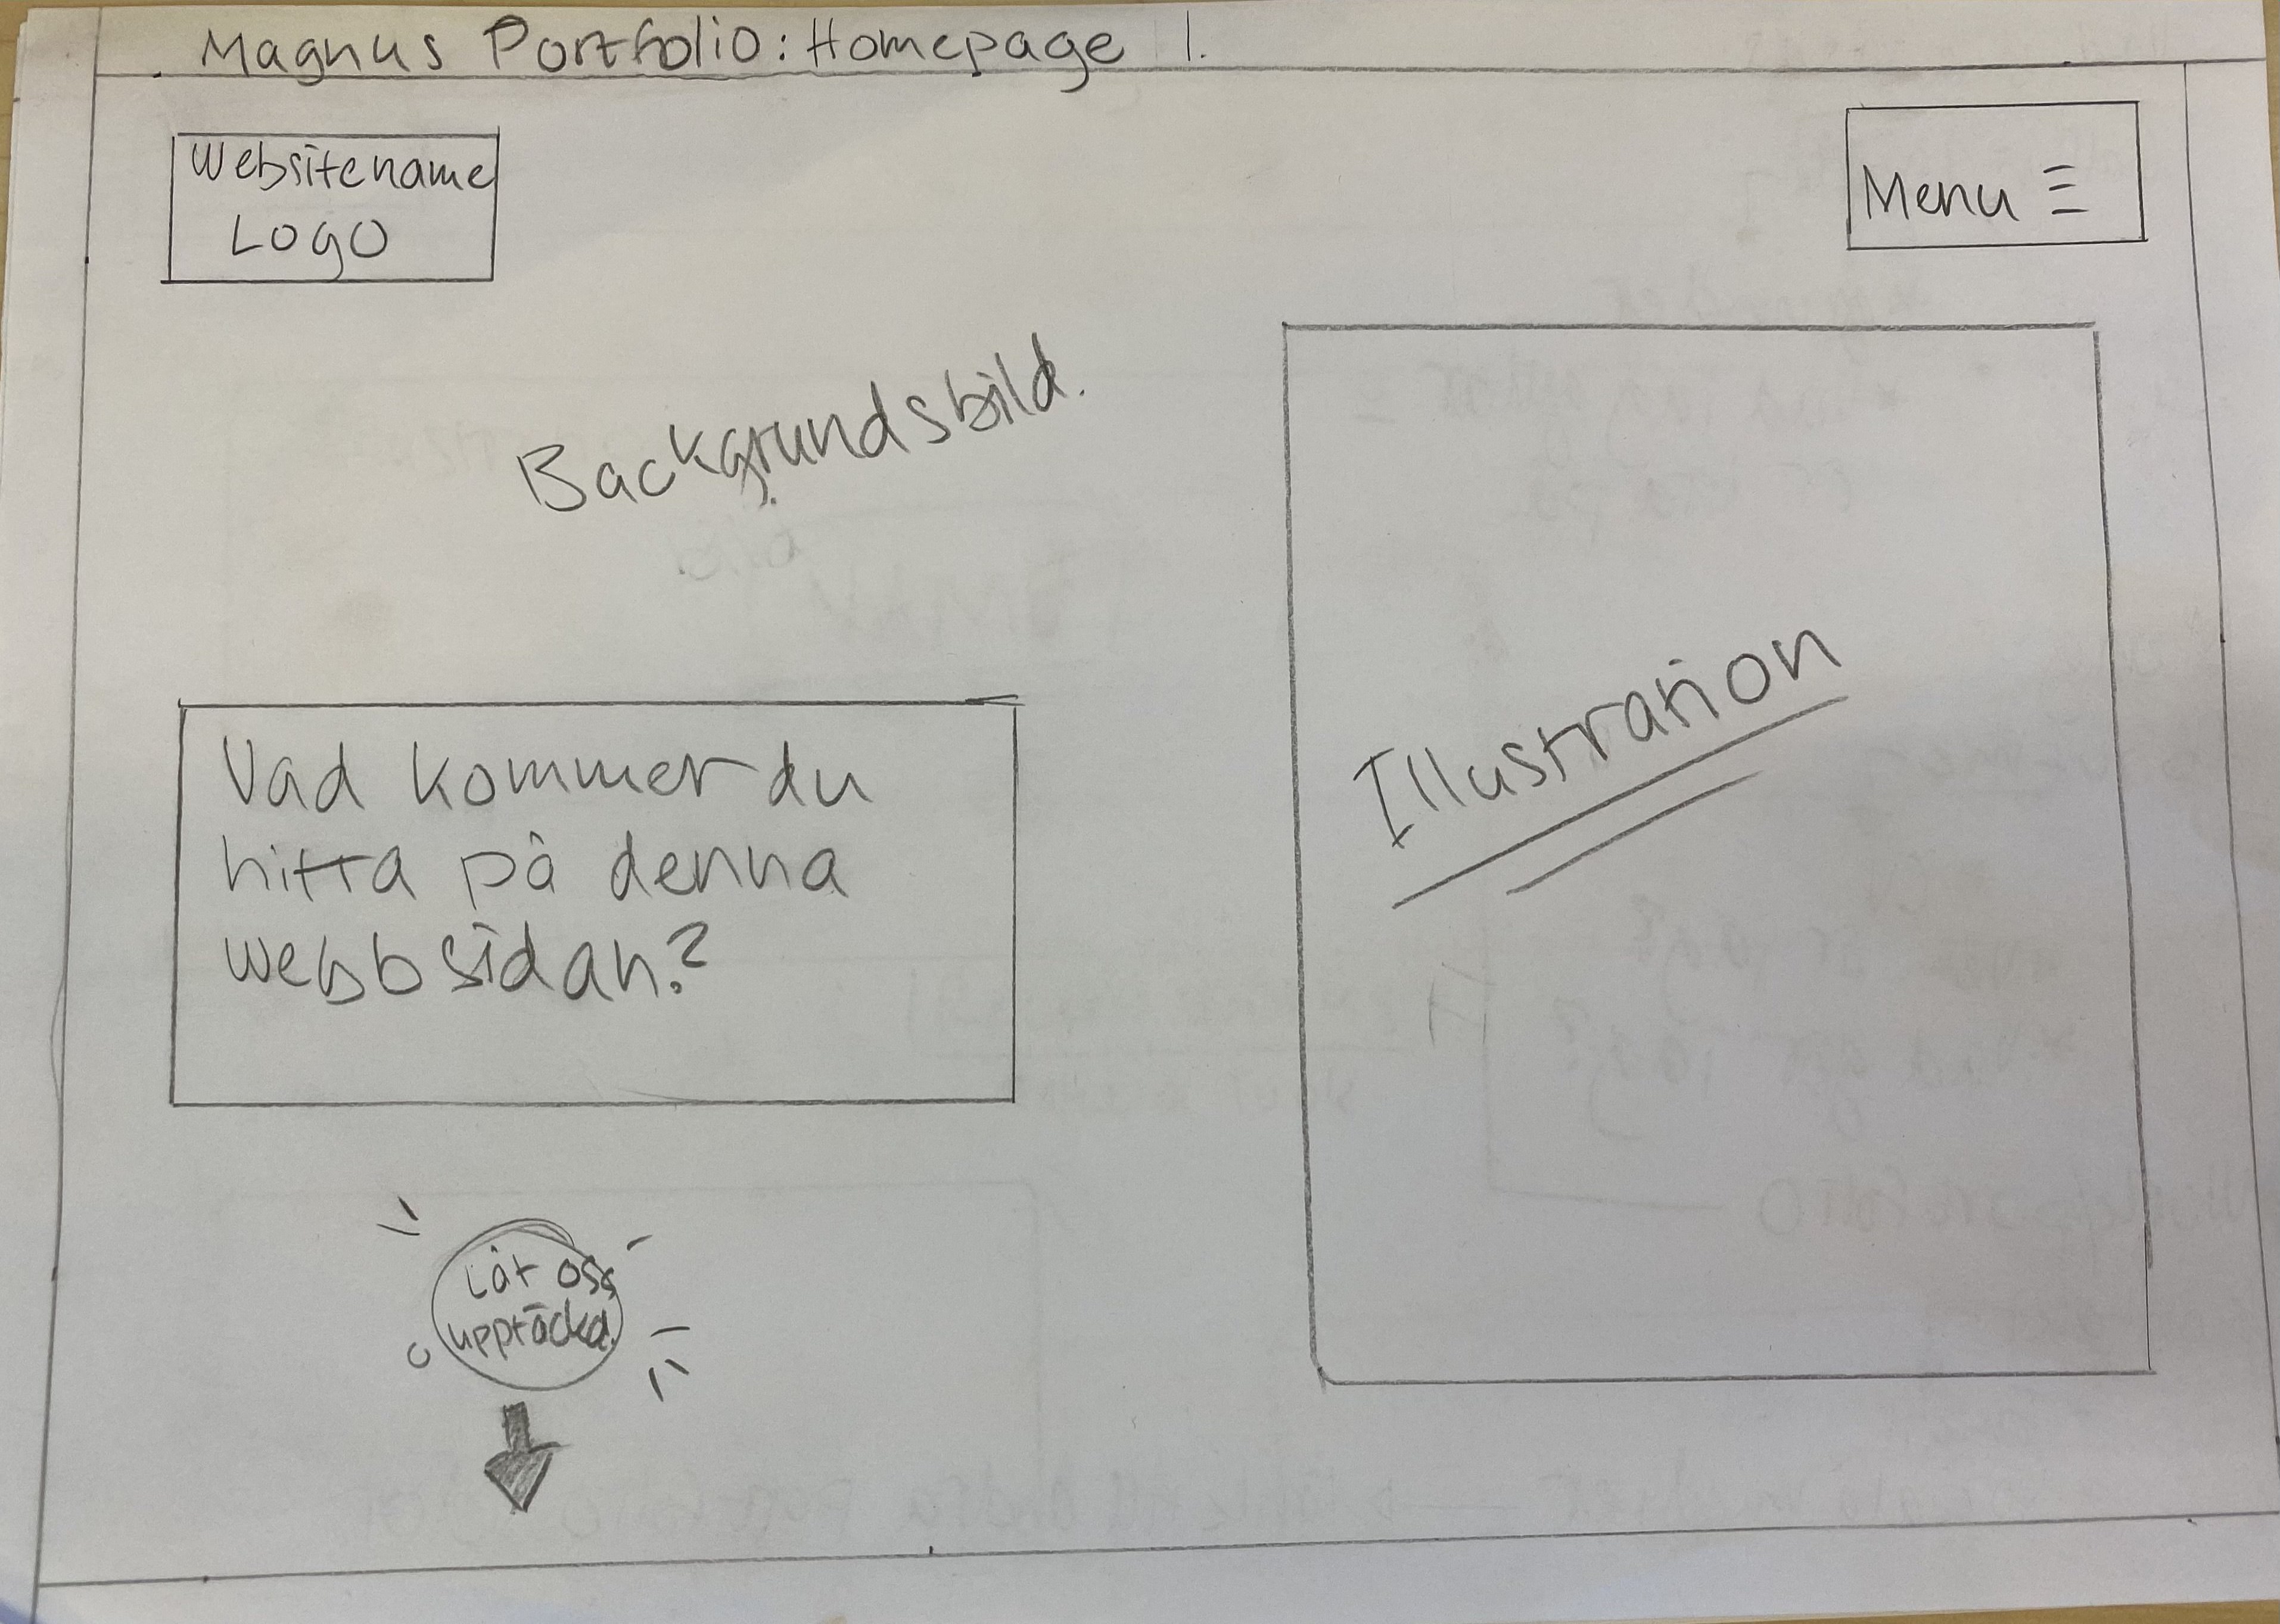 Magnus Portfolio: Homepage 1.
Websitename
Logo
Menu
Backgrundsbild.
Vad kommer du
hitta på denna
webbsidan?
Illustration
Låt oss
upptäcka.